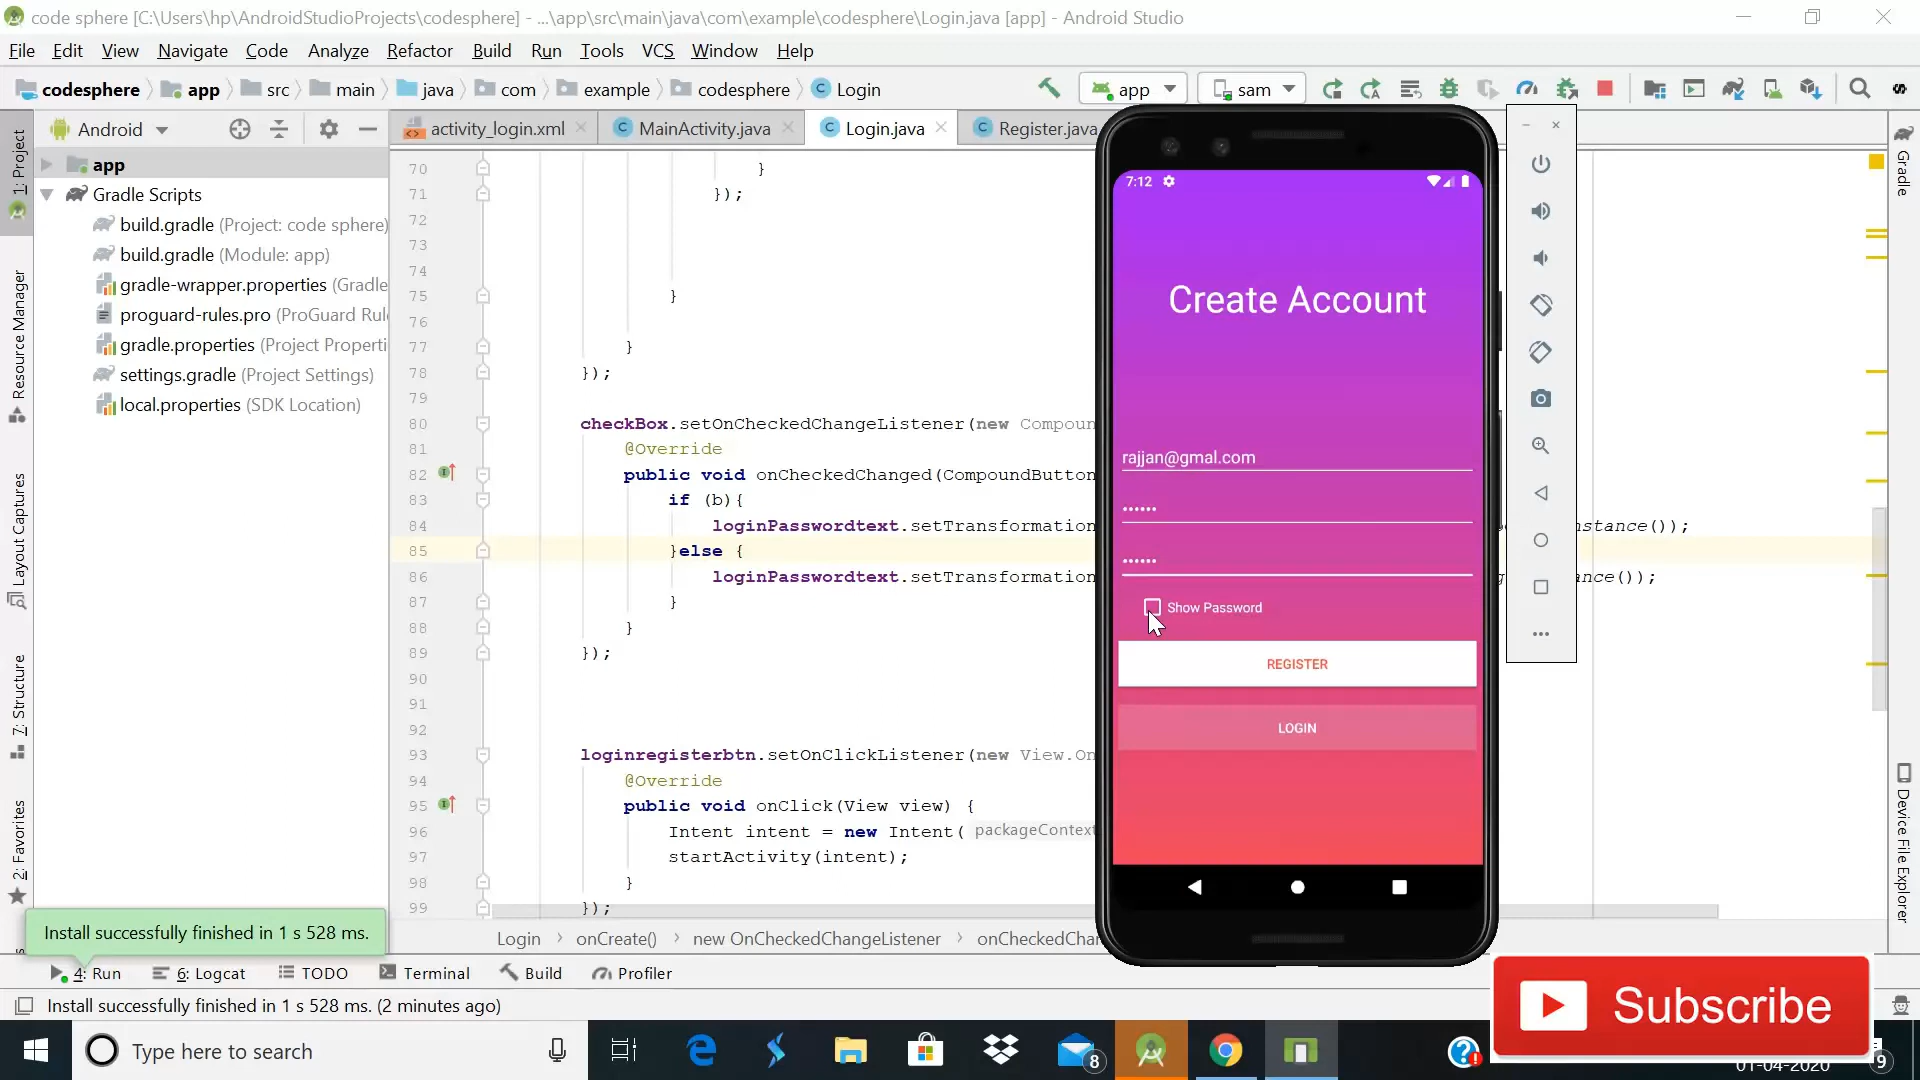 code sphere [C:\Users\hp\AndroidStudioProjects\codesphere] - ...\app\src\main\java\com\example\codesphere\Login.java [app] - Android Studio
File Edit View Navigate Code Analyze Refactor Build Run Tools VCS Window Help
codesphere app src main java com example codesphere Login app sam
Android activity_login.xml MainActivity.java Login.java Register.java
1: Project
Resource Manager
Layout Captures
7: Structure
2: Favorites
app
Gradle Scripts
build.gradle (Project: code sphere)
build.gradle (Module: app)
gradle-wrapper.properties (Gradle
proguard-rules.pro (ProGuard Rul
gradle.properties (Project Properti
settings.gradle (Project Settings)
local.properties (SDK Location)
70 }
71 });
72
73
74
75 }
76
77 }
78 });
79
80 checkBox.setOnCheckedChangeListener(new Compoun
81 @Override
82 public void onCheckedChanged(CompoundButton
83 if (b){
84 loginPasswordtext.setTransformation nstance());
85 }else {
86 loginPasswordtext.setTransformation nce());
87 }
88 }
89 });
90
91
92
93 loginregisterbtn.setOnClickListener(new View.On
94 @Override
95 public void onClick(View view) {
96 Intent intent = new Intent( packageContext
97 startActivity(intent);
98 }
99 });
Login onCreate() new OnCheckedChangeListener onCheckedChan
7:12
Create Account
rajjan@gmal.com
••••••
••••••
Show Password
REGISTER
LOGIN
Gradle
Device File Explorer
Install successfully finished in 1 s 528 ms.
4: Run 6: Logcat TODO Terminal Build Profiler
Install successfully finished in 1 s 528 ms. (2 minutes ago)
Subscribe
Type here to search
8
01-04-2020
9